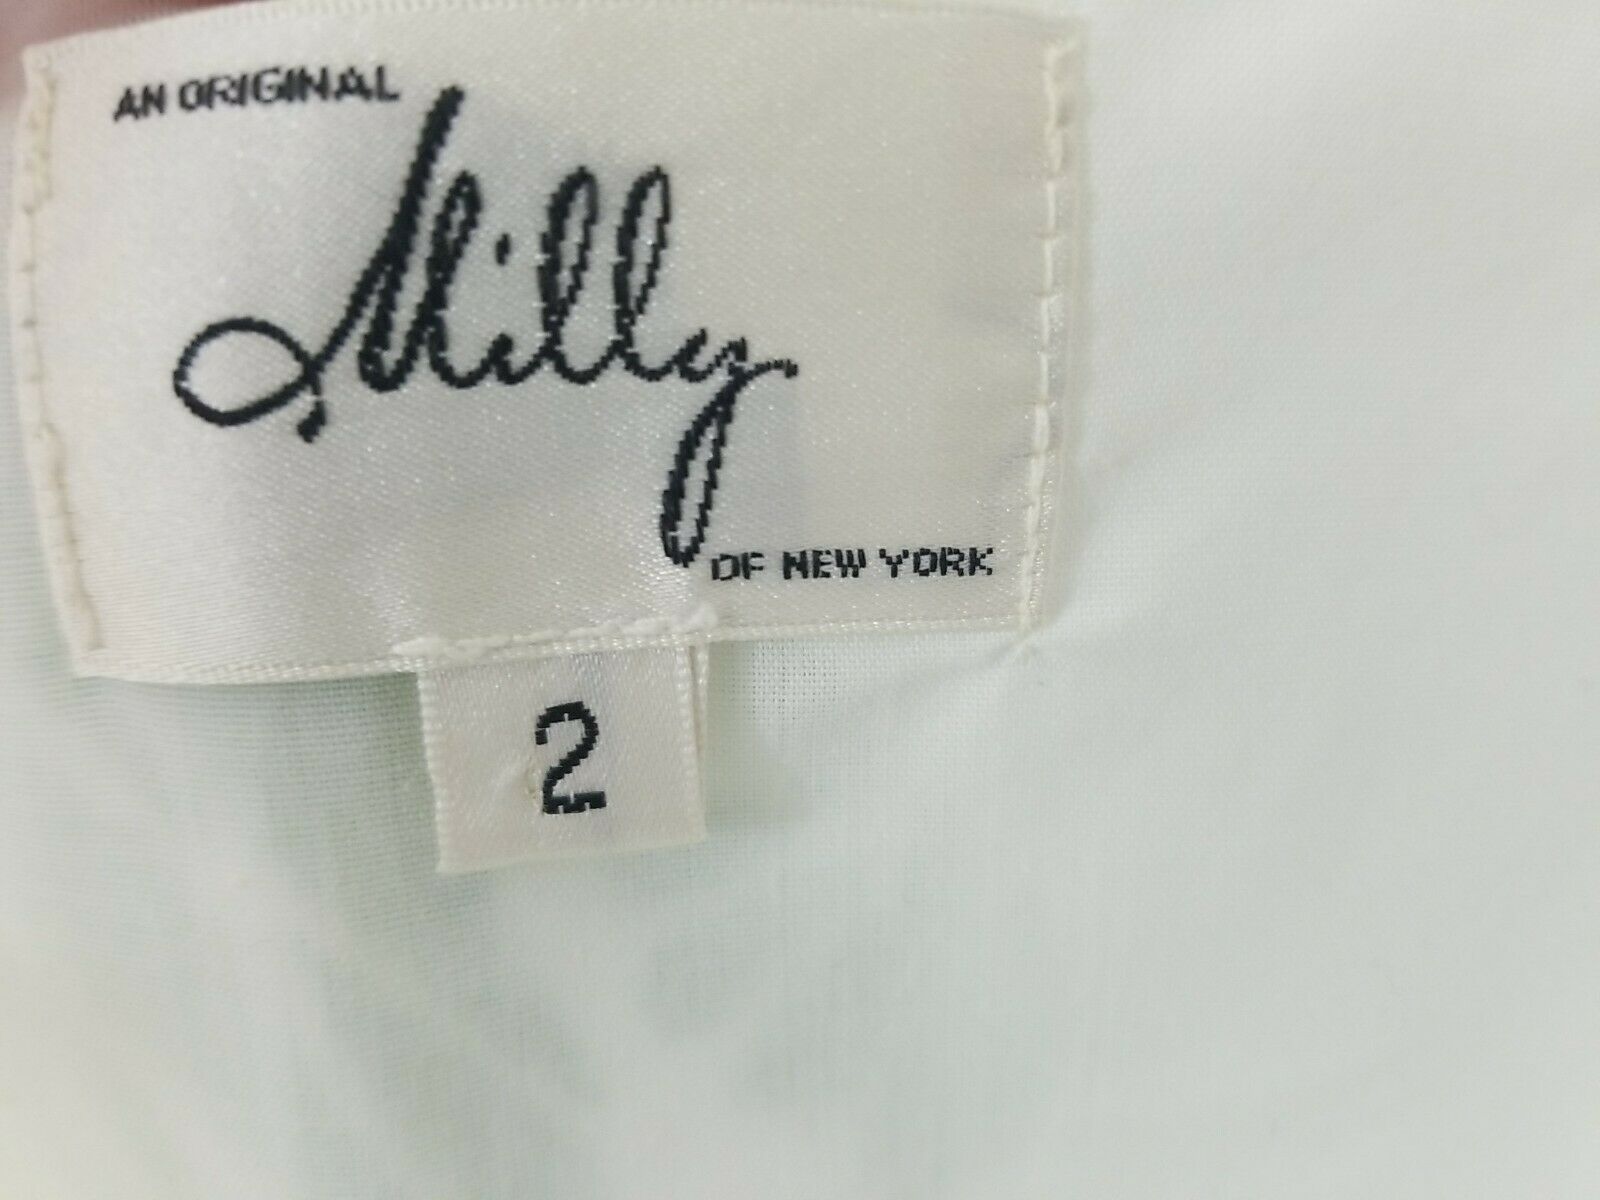 AN ORIGINAL
Milly
OF NEW YORK
2